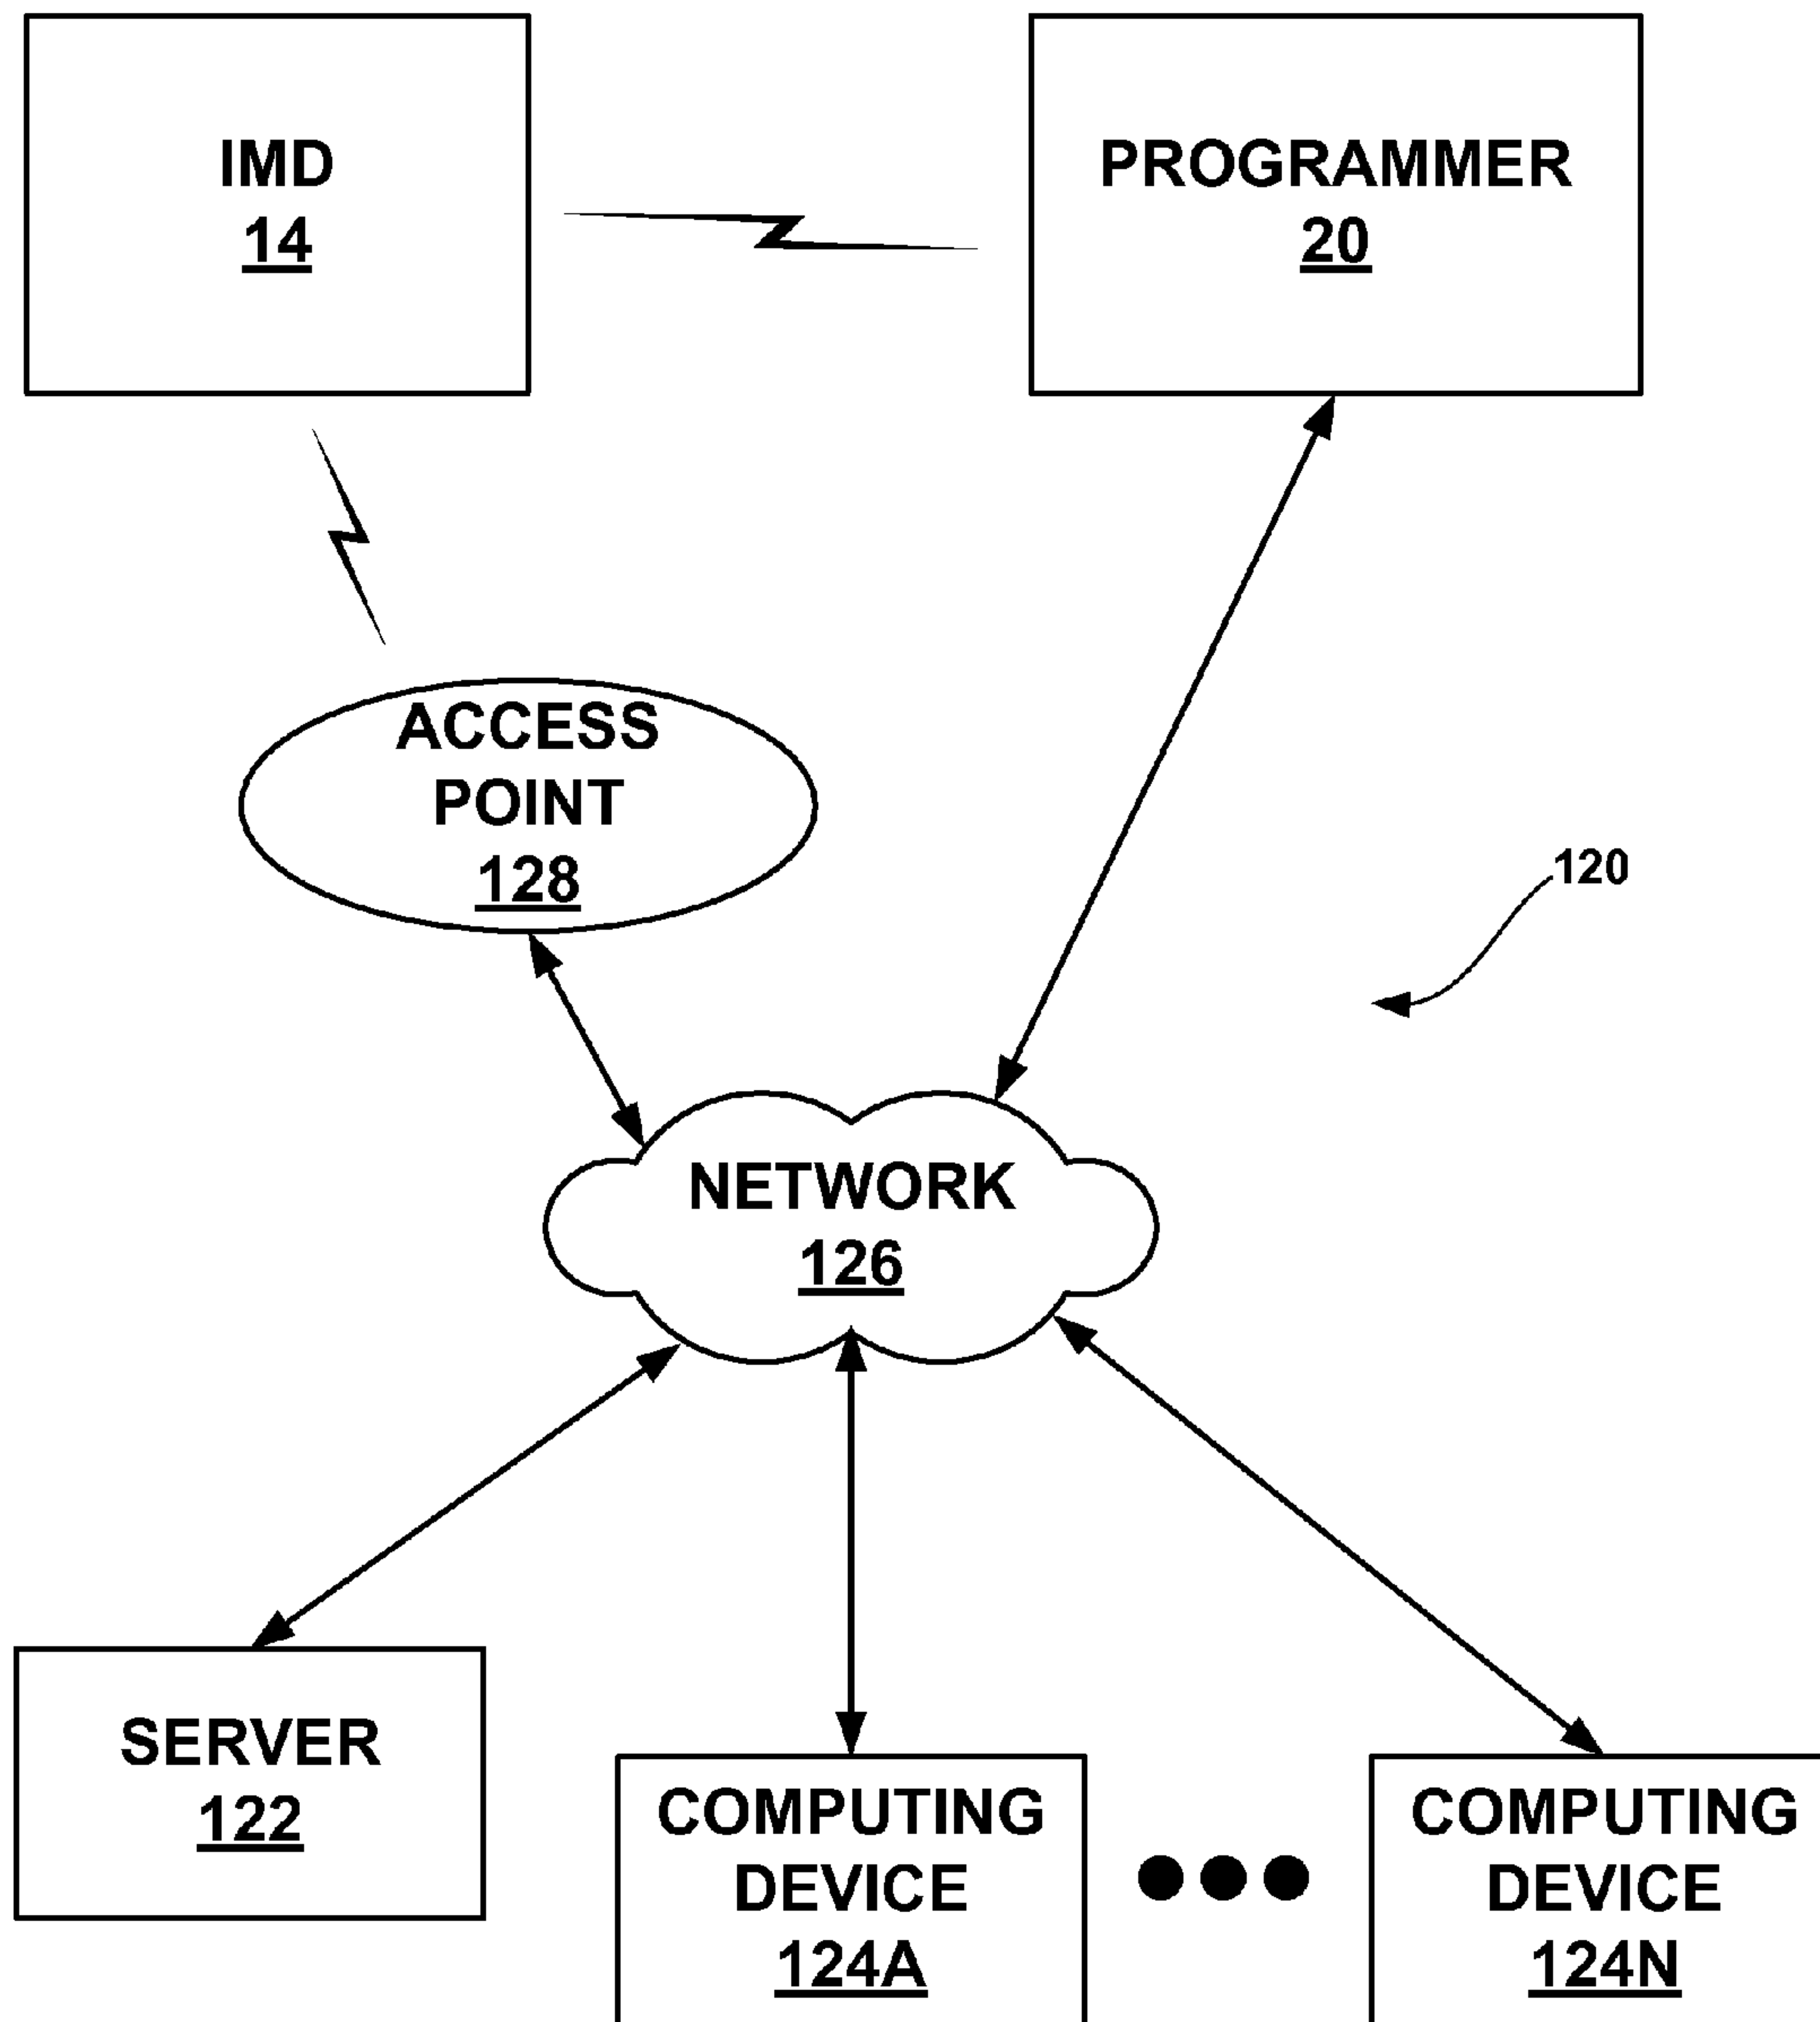 IMD
14
PROGRAMMER
20
ACCESS
POINT
128
120
NETWORK
126
SERVER
122
COMPUTING
DEVICE
124A
COMPUTING
DEVICE
124N